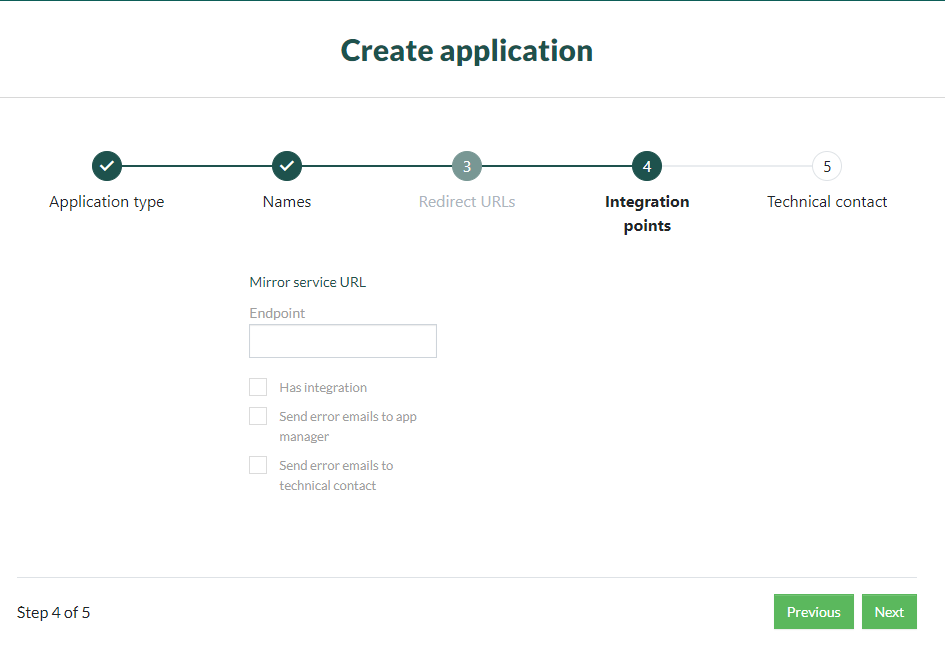 Create application
3
4
5
Application type
Names
Redirect URLs
Integration
points
Technical contact
Mirror service URL
Endpoint
Has integration
Send error emails to app
manager
Send error emails to
technical contact
Step 4 of 5
Previous
Next